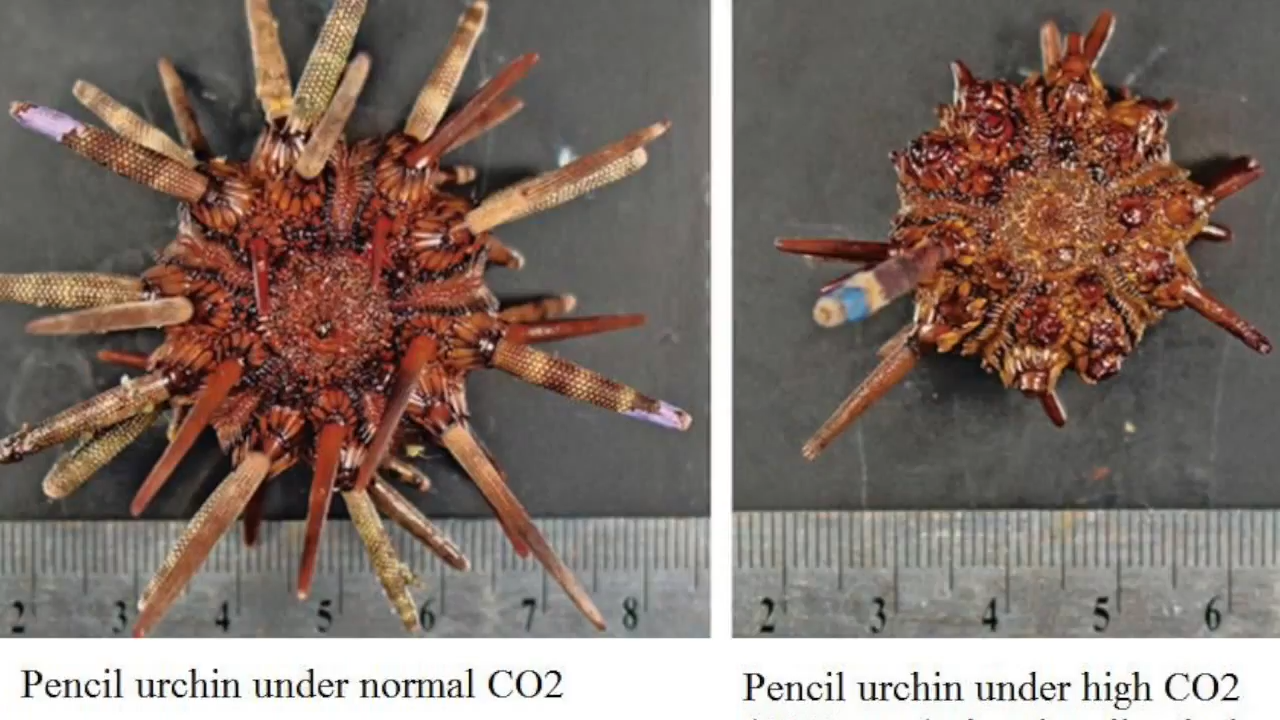 2 3 4 5 6 7 8
2 3 4 5 6
Pencil urchin under normal CO2
Pencil urchin under high CO2